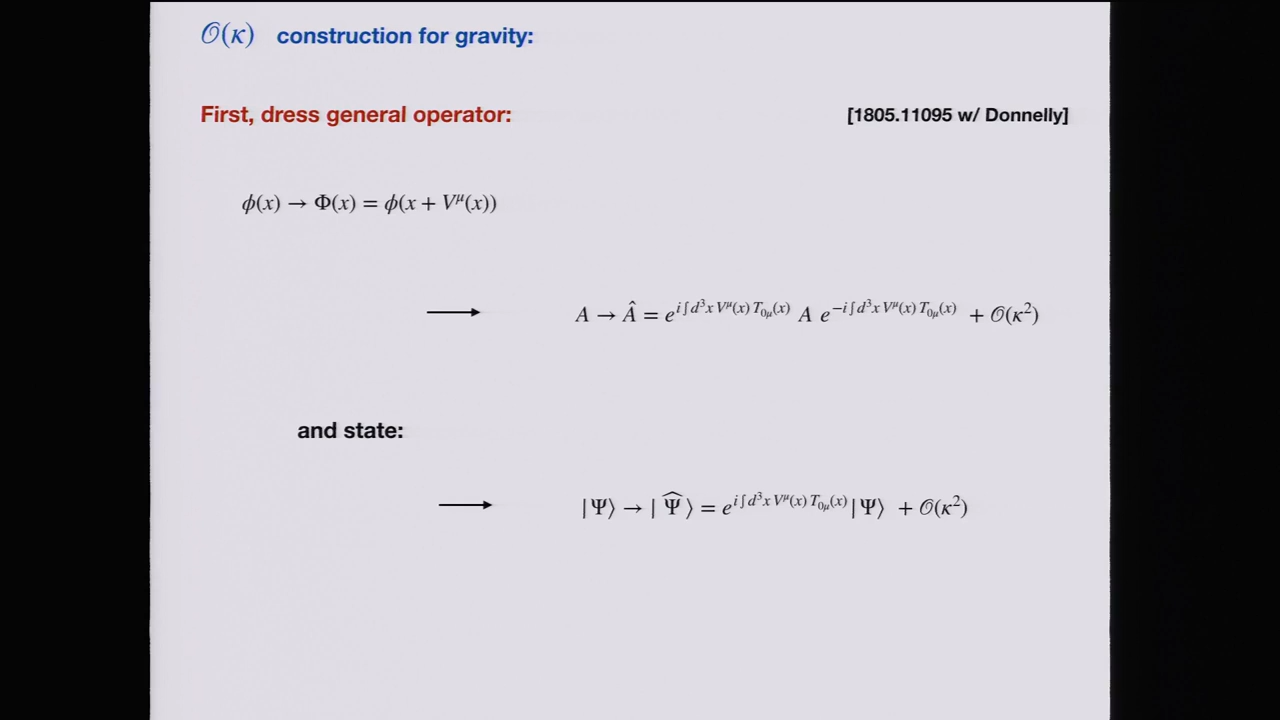 𝒪(κ) construction for gravity:
First, dress general operator: [1805.11095 w/ Donnelly]
ϕ(x) → Φ(x) = ϕ(x + V^μ(x))
⟶ A → Â = e^{i∫d³x V^μ(x) T_{0μ}(x)} A e^{−i∫d³x V^μ(x) T_{0μ}(x)} + 𝒪(κ²)
and state:
⟶ |Ψ⟩ → |Ψ̂⟩ = e^{i∫d³x V^μ(x) T_{0μ}(x)}|Ψ⟩ + 𝒪(κ²)